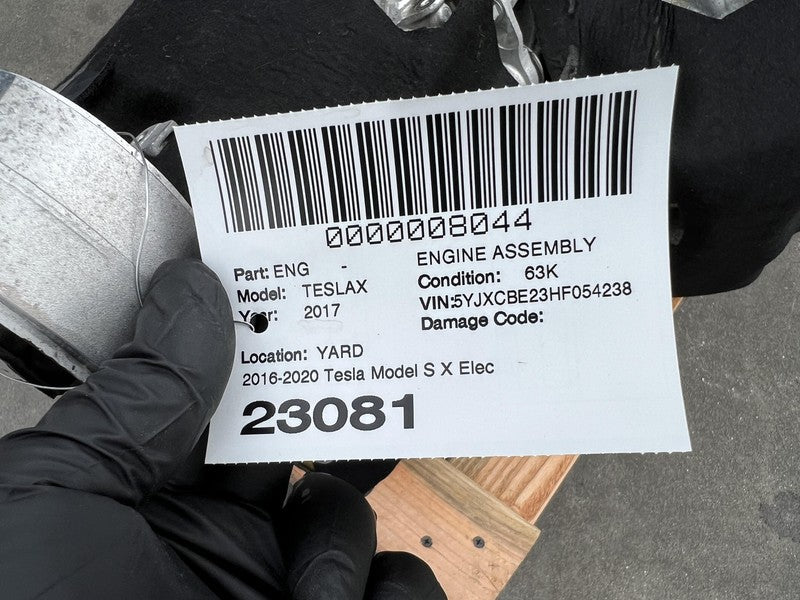 0000008044
Part: ENG - ENGINE ASSEMBLY
Model: TESLAX Condition: 63K
Year: 2017 VIN:5YJXCBE23HF054238
Damage Code:
Location: YARD
2016-2020 Tesla Model S X Elec
23081